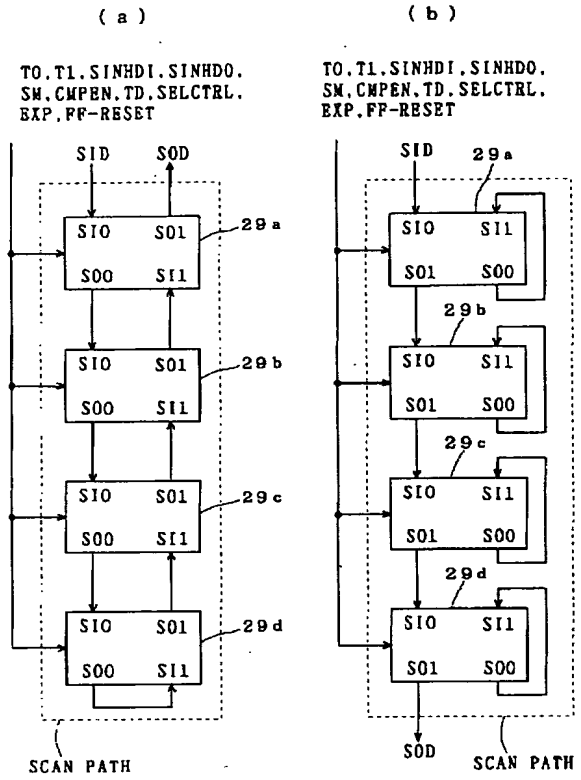 (a)
T0,T1,SINHDI,SINHDO,
SM,CMPEN,TD,SELCTRL,
EXP,FF-RESET
SID SOD
SI0 SO1 29a
SO0 SI1
SI0 SO1 29b
SO0 SI1
SI0 SO1 29c
SO0 SI1
SI0 SO1 29d
SO0 SI1
SCAN PATH
(b)
T0,T1,SINHDI,SINHDO,
SM,CMPEN,TD,SELCTRL,
EXP,FF-RESET
SID 29a
SI0 SI1
SO1 SO0
29b
SI0 SI1
SO1 SO0
29c
SI0 SI1
SO1 SO0
29d
SI0 SI1
SO1 SO0
SOD SCAN PATH